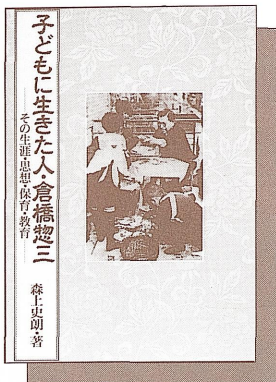 子どもに生きた人・倉橋惣三
その生涯・思想・保育・教育
森上史朗・著